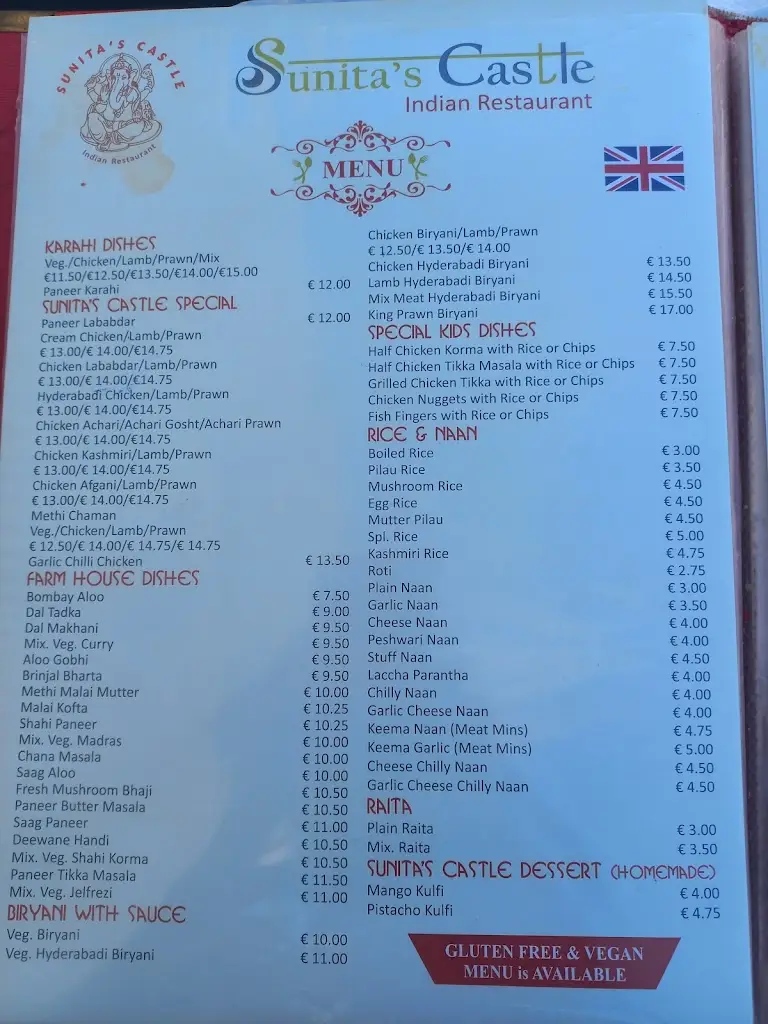 SUNITA'S CASTLE
Indian Restaurant
Sunita's Castle
Indian Restaurant
MENU
KARAHI DISHES
Veg./Chicken/Lamb/Prawn/Mix
€11.50/€12.50/€13.50/€14.00/€15.00
Paneer Karahi € 12.00
SUNITA'S CASTLE SPECIAL
Paneer Lababdar € 12.00
Cream Chicken/Lamb/Prawn
€ 13.00/€ 14.00/€14.75
Chicken Lababdar/Lamb/Prawn
€ 13.00/€ 14.00/€14.75
Hyderabadi Chicken/Lamb/Prawn
€ 13.00/€ 14.00/€14.75
Chicken Achari/Achari Gosht/Achari Prawn
€ 13.00/€ 14.00/€14.75
Chicken Kashmiri/Lamb/Prawn
€ 13.00/€ 14.00/€14.75
Chicken Afgani/Lamb/Prawn
€ 13.00/€ 14.00/€14.75
Methi Chaman
Veg./Chicken/Lamb/Prawn
€ 12.50/€ 14.00/€ 14.75/€ 14.75
Garlic Chilli Chicken € 13.50
FARM HOUSE DISHES
Bombay Aloo € 7.50
Dal Tadka € 9.00
Dal Makhani € 9.50
Mix. Veg. Curry € 9.50
Aloo Gobhi € 9.50
Brinjal Bharta € 9.50
Methi Malai Mutter € 10.00
Malai Kofta € 10.25
Shahi Paneer € 10.25
Mix. Veg. Madras € 10.00
Chana Masala € 10.00
Saag Aloo € 10.00
Fresh Mushroom Bhaji € 10.50
Paneer Butter Masala € 10.50
Saag Paneer € 11.00
Deewane Handi € 10.50
Mix. Veg. Shahi Korma € 10.50
Paneer Tikka Masala € 11.50
Mix. Veg. Jelfrezi € 11.00
BIRYANI WITH SAUCE
Veg. Biryani € 10.00
Veg. Hyderabadi Biryani € 11.00
Chicken Biryani/Lamb/Prawn
€ 12.50/€ 13.50/€ 14.00
Chicken Hyderabadi Biryani € 13.50
Lamb Hyderabadi Biryani € 14.50
Mix Meat Hyderabadi Biryani € 15.50
King Prawn Biryani € 17.00
SPECIAL KIDS DISHES
Half Chicken Korma with Rice or Chips € 7.50
Half Chicken Tikka Masala with Rice or Chips € 7.50
Grilled Chicken Tikka with Rice or Chips € 7.50
Chicken Nuggets with Rice or Chips € 7.50
Fish Fingers with Rice or Chips € 7.50
RICE & NAAN
Boiled Rice € 3.00
Pilau Rice € 3.50
Mushroom Rice € 4.50
Egg Rice € 4.50
Mutter Pilau € 4.50
Spl. Rice € 5.00
Kashmiri Rice € 4.75
Roti € 2.75
Plain Naan € 3.00
Garlic Naan € 3.50
Cheese Naan € 4.00
Peshwari Naan € 4.00
Stuff Naan € 4.50
Laccha Parantha € 4.00
Chilly Naan € 4.00
Garlic Cheese Naan € 4.00
Keema Naan (Meat Mins) € 4.75
Keema Garlic (Meat Mins) € 5.00
Cheese Chilly Naan € 4.50
Garlic Cheese Chilly Naan € 4.50
RAITA
Plain Raita € 3.00
Mix. Raita € 3.50
SUNITA'S CASTLE DESSERT (HOMEMADE)
Mango Kulfi € 4.00
Pistacho Kulfi € 4.75
GLUTEN FREE & VEGAN
MENU is AVAILABLE